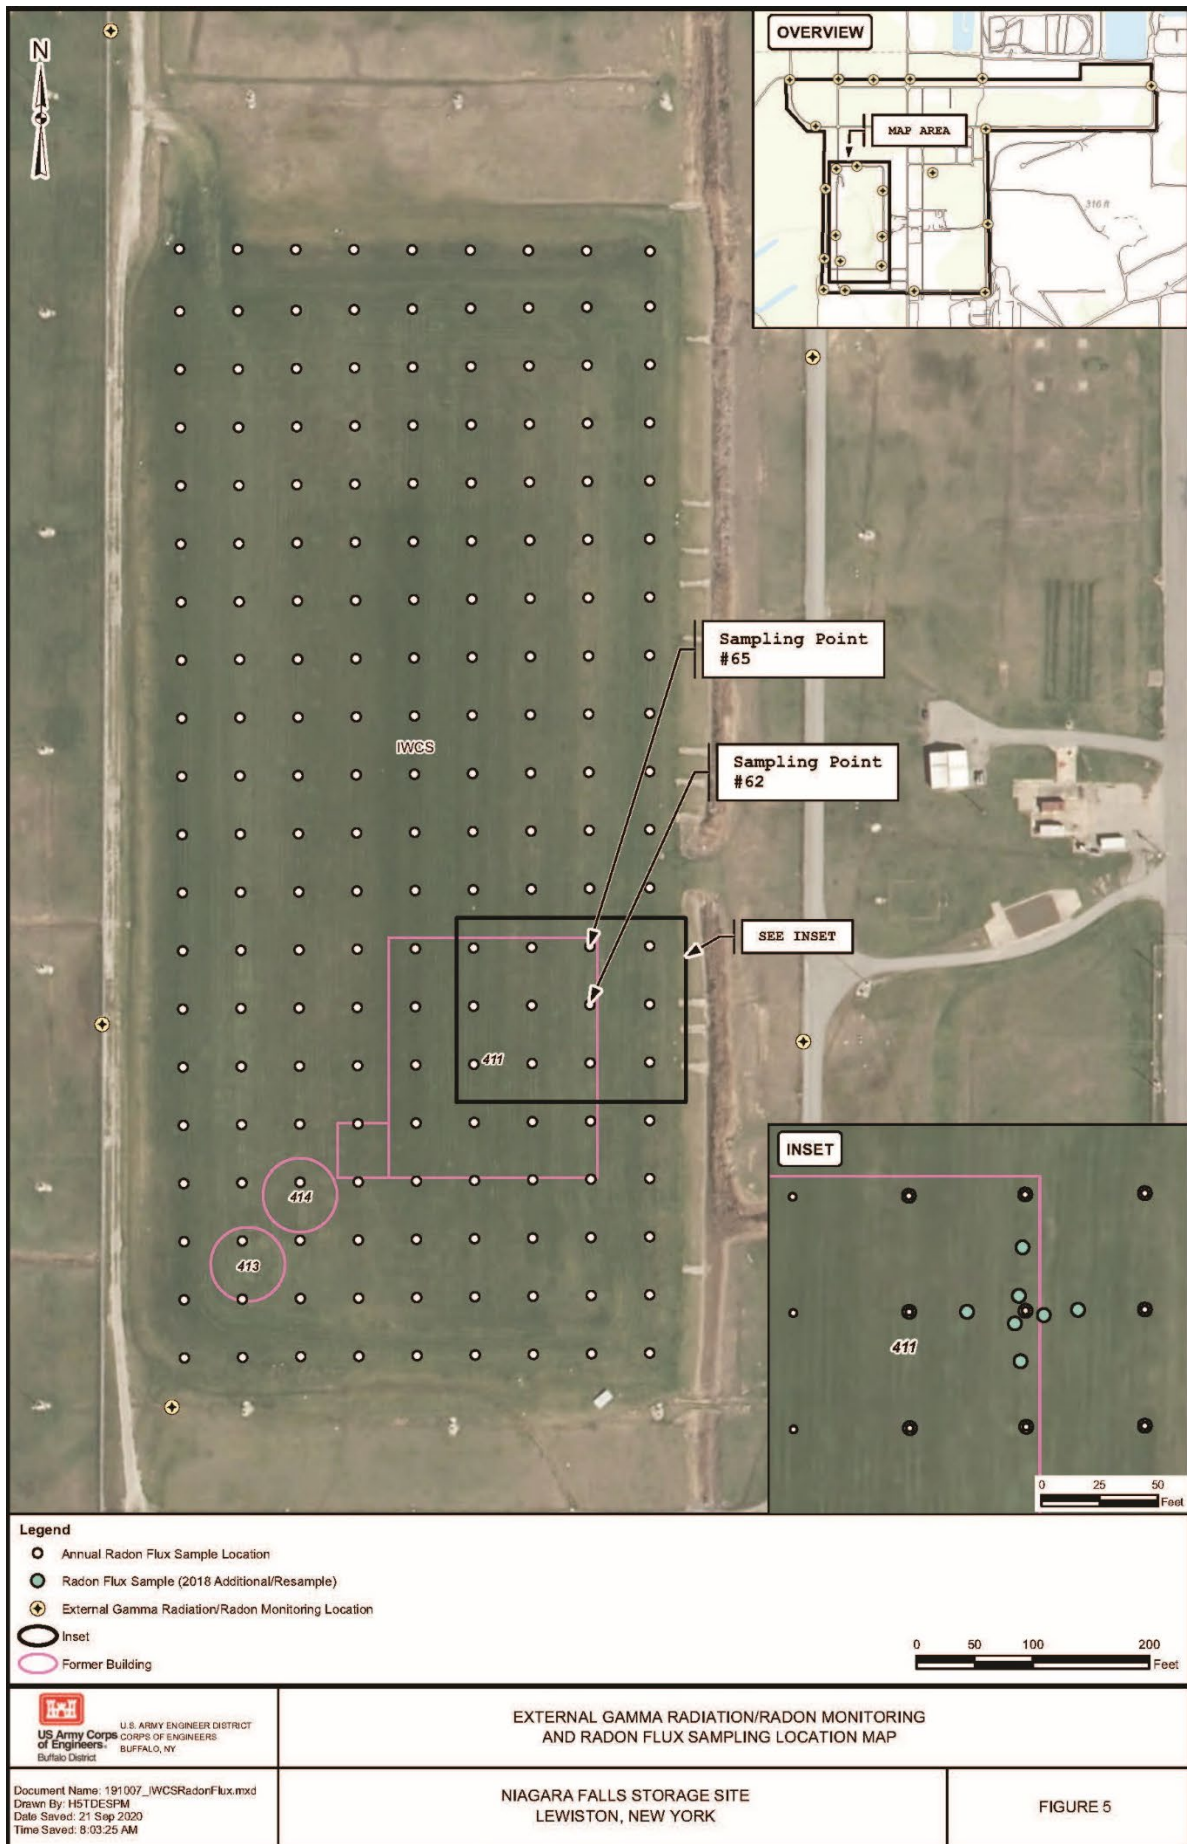 N
OVERVIEW
MAP AREA
316 ft
Sampling Point
#65
IWCS
Sampling Point
#62
SEE INSET
411
414
413
INSET
411
0 25 50
Feet
Legend
Annual Radon Flux Sample Location
Radon Flux Sample (2018 Additional/Resample)
External Gamma Radiation/Radon Monitoring Location
Inset
Former Building
0 50 100 200
Feet
US Army Corps
of Engineers.
Buffalo District
U.S. ARMY ENGINEER DISTRICT
CORPS OF ENGINEERS
BUFFALO, NY
EXTERNAL GAMMA RADIATION/RADON MONITORING
AND RADON FLUX SAMPLING LOCATION MAP
Document Name: 191007_IWCSRadonFlux.mxd
Drawn By: H5TDESPM
Date Saved: 21 Sep 2020
Time Saved: 8:03:25 AM
NIAGARA FALLS STORAGE SITE
LEWISTON, NEW YORK
FIGURE 5